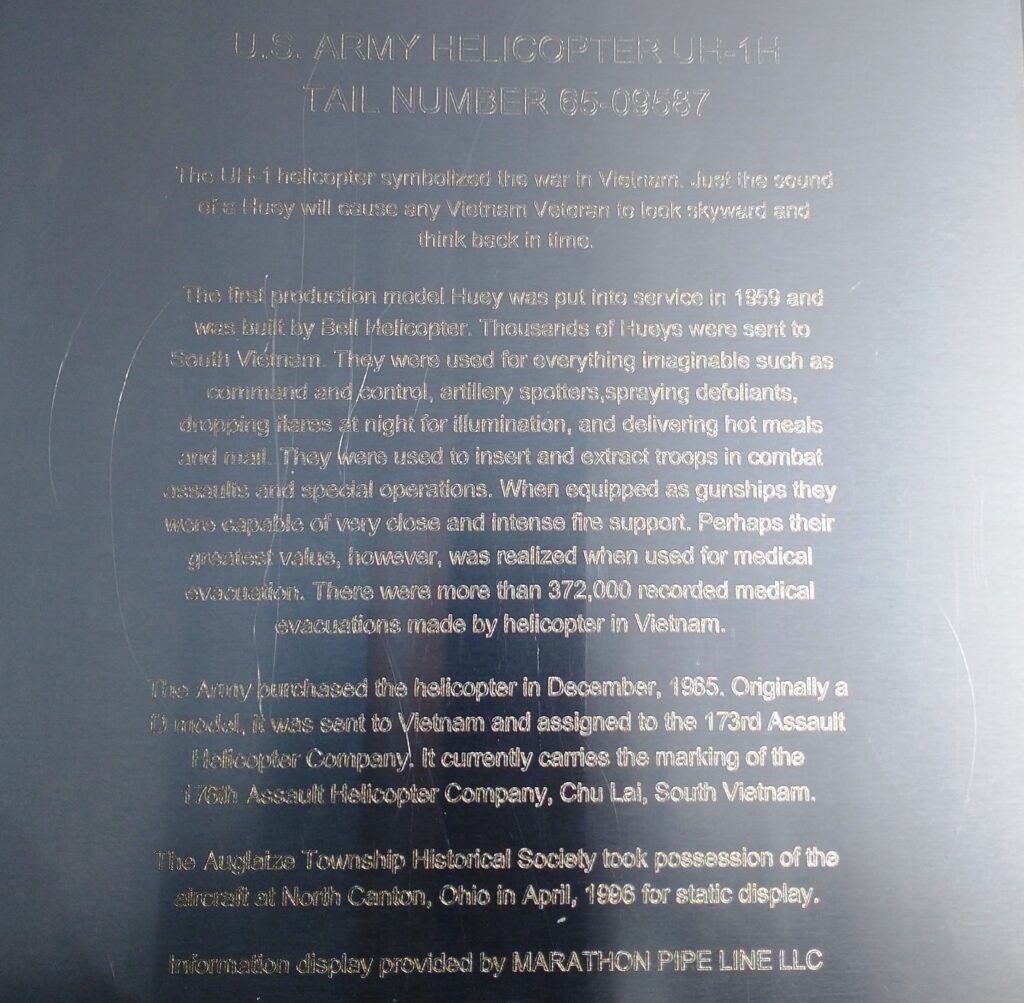 U.S. ARMY HELICOPTER UH-1H
TAIL NUMBER 65-09587
The UH-1 helicopter symbolized the war in Vietnam. Just the sound
of a Huey will cause any Vietnam Veteran to look skyward and
think back in time.
The first production model Huey was put into service in 1959 and
was built by Bell Helicopter. Thousands of Hueys were sent to
South Vietnam. They were used for everything imaginable such as
command and control, artillery spotters,spraying defoliants,
dropping flares at night for illumination, and delivering hot meals
and mail. They were used to insert and extract troops in combat
assaults and special operations. When equipped as gunships they
were capable of very close and intense fire support. Perhaps their
greatest value, however, was realized when used for medical
evacuation. There were more than 372,000 recorded medical
evacuations made by helicopter in Vietnam.
The Army purchased the helicopter in December, 1965. Originally a
D model, it was sent to Vietnam and assigned to the 173rd Assault
Helicopter Company. It currently carries the marking of the
176th Assault Helicopter Company, Chu Lai, South Vietnam.
The Auglaize Township Historical Society took possession of the
aircraft at North Canton, Ohio in April, 1996 for static display.
Information display provided by MARATHON PIPE LINE LLC